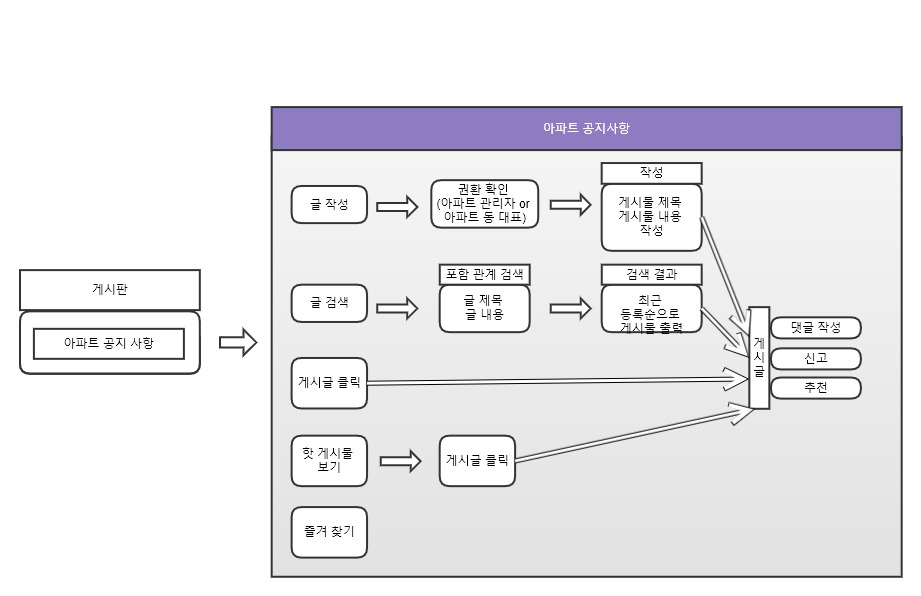 아파트 공지사항
글 작성
권환 확인
(아파트 관리자 or
아파트 동 대표)
작성
게시물 제목
게시물 내용
작성
글 검색
포함 관계 검색
글 제목
글 내용
검색 결과
최근
등록순으로
게시물 출력
게시판
아파트 공지 사항
게시글 클릭
게
시
글
댓글 작성
신고
추천
핫 게시물
보기
게시글 클릭
즐겨 찾기